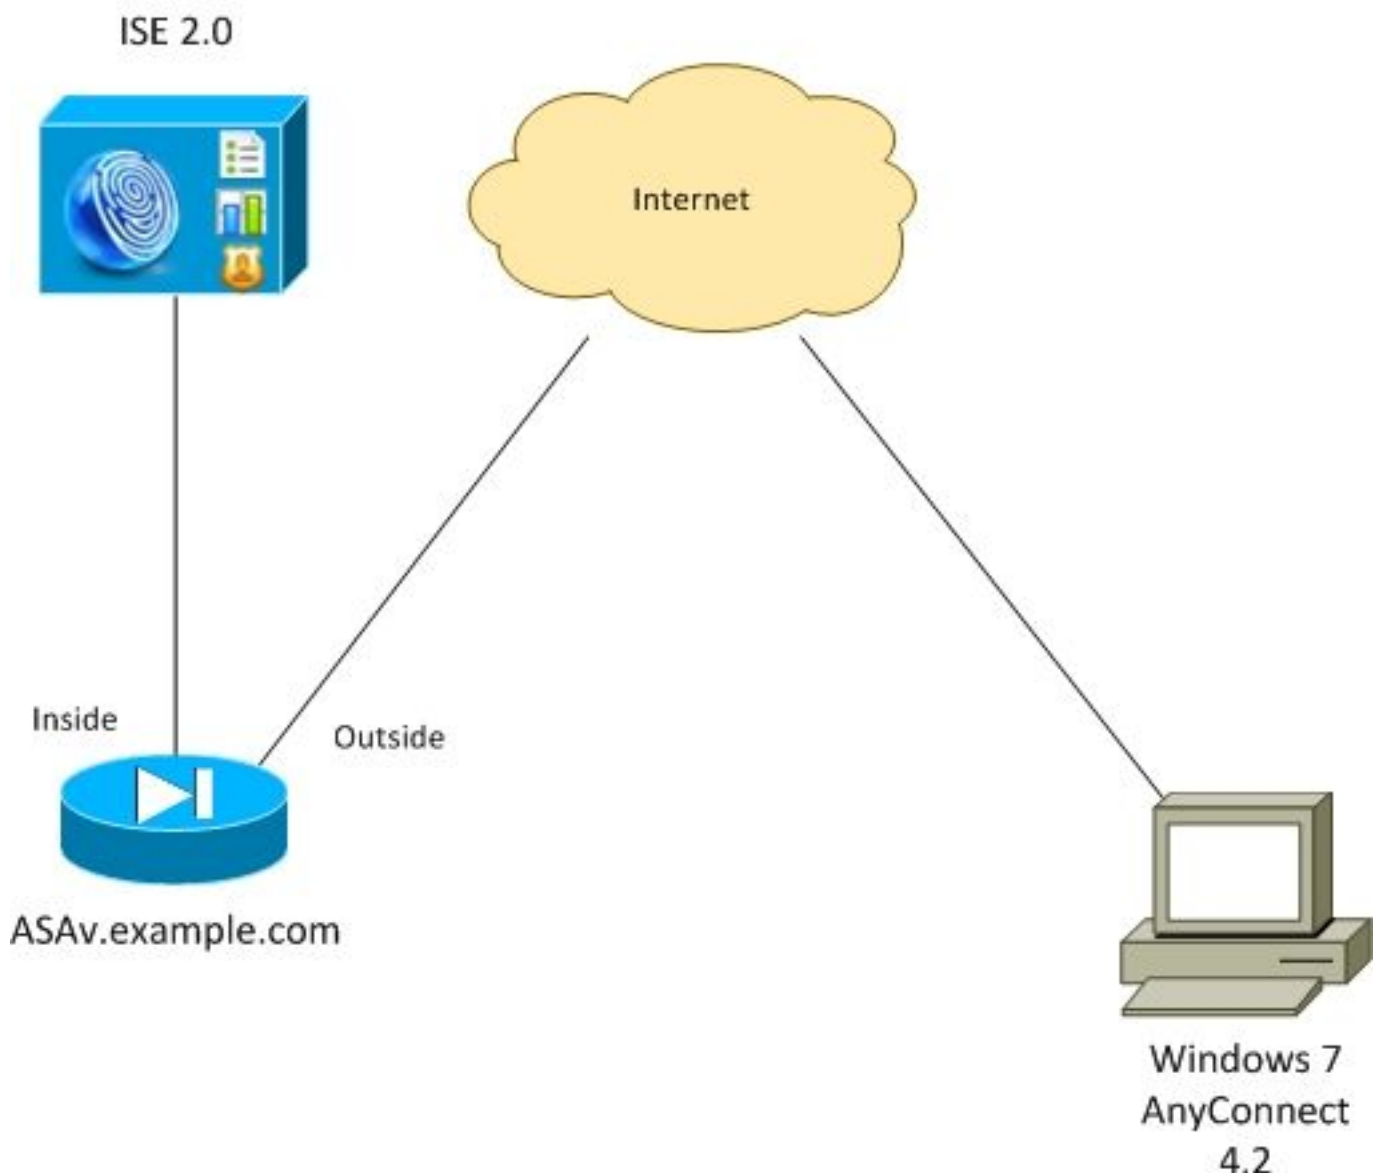 ISE 2.0
Internet
Inside
Outside
ASAv.example.com
Windows 7
AnyConnect
4.2